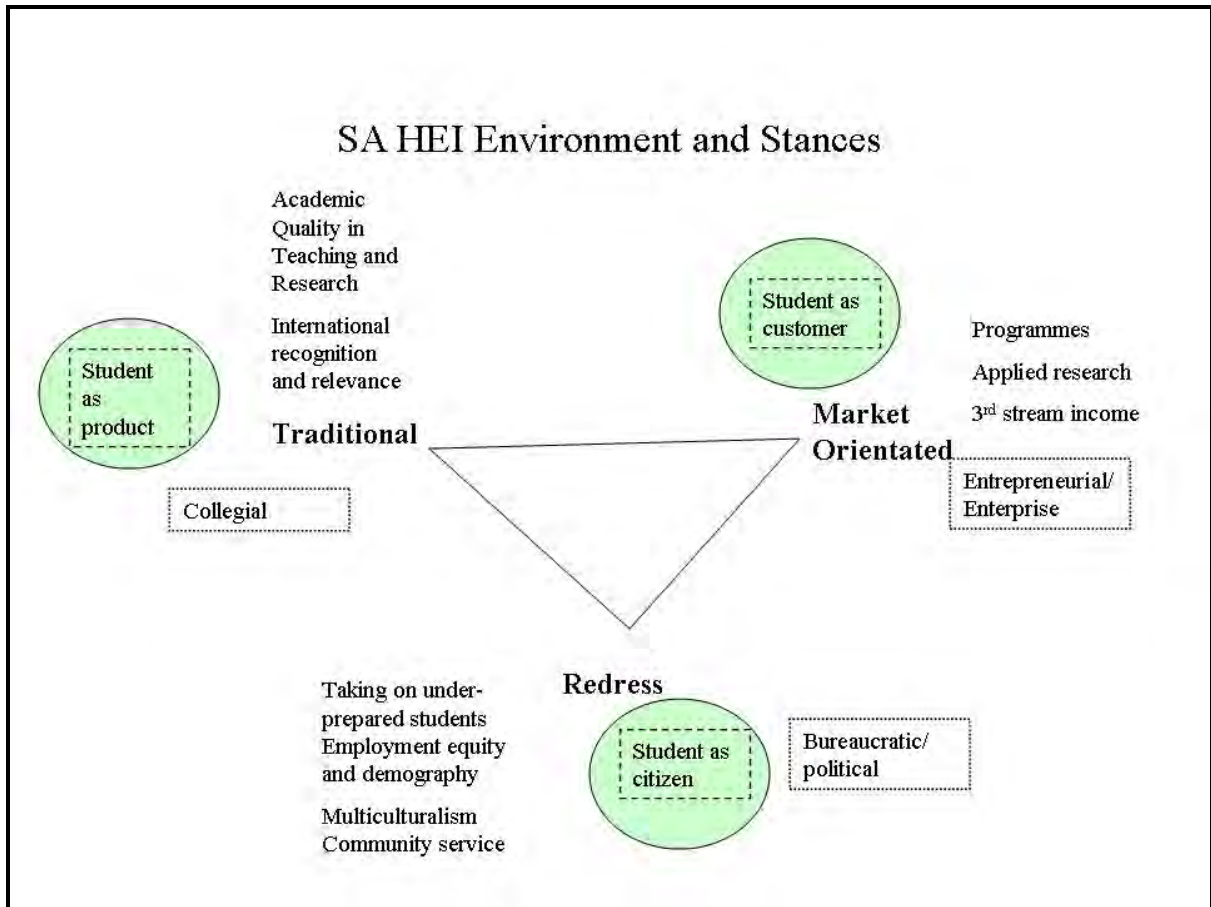 SA HEI Environment and Stances
Academic
Quality in
Teaching and
Research
International
recognition
and relevance
Traditional
Student
as
product
Collegial
Student as
customer
Programmes
Applied research
3rd stream income
Market
Orientated
Entrepreneurial/
Enterprise
Redress
Taking on under-
prepared students
Employment equity
and demography
Multiculturalism
Community service
Student as
citizen
Bureaucratic/
political